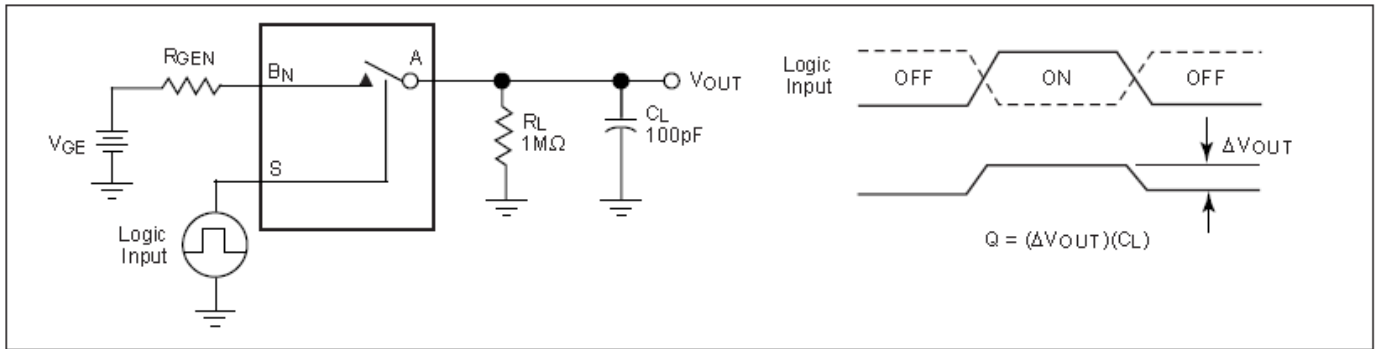 RGEN
BN
A
VOUT
VGE
RL
1MΩ
CL
100pF
S
Logic
Input
Logic
Input
OFF
ON
OFF
ΔVOUT
Q = (ΔVOUT)(CL)